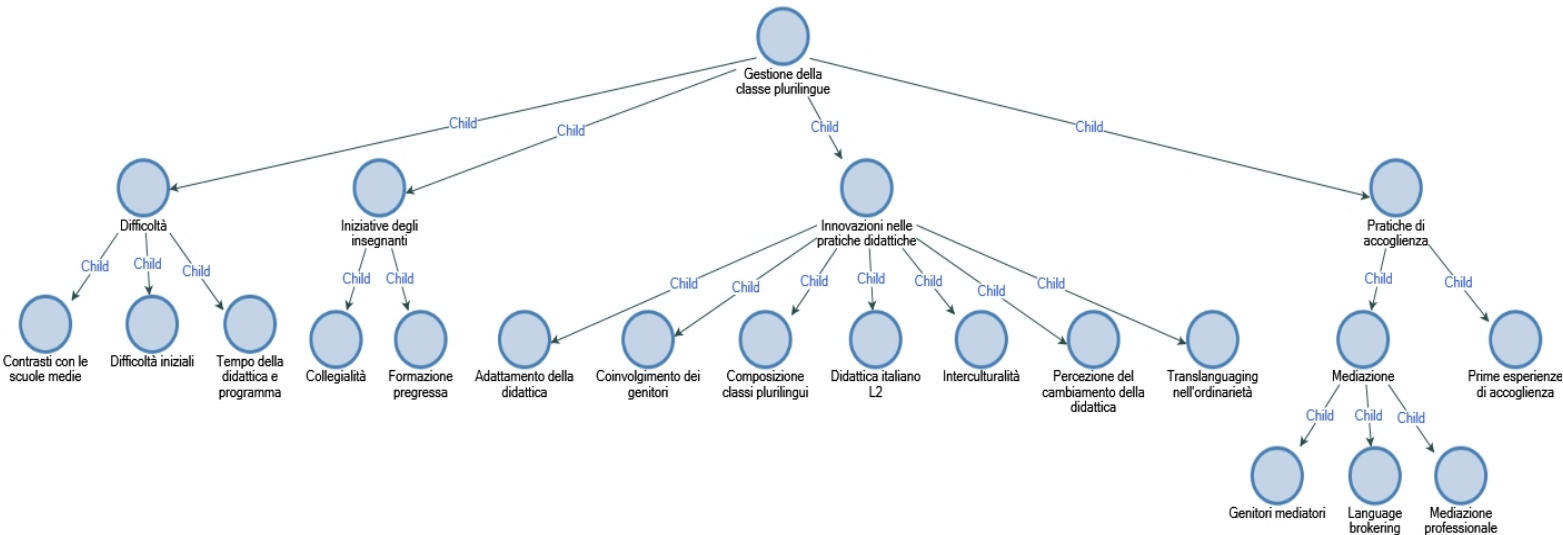 Gestione della
classe plurilingue
Child
Child
Child
Child
Difficoltà
Iniziative degli
insegnanti
Innovazioni nelle
pratiche didattiche
Pratiche di
accoglienza
Child
Child
Child
Child
Child
Child
Child
Child
Child
Child
Child
Child
Child
Child
Contrasti con le
scuole medie
Difficoltà iniziali
Tempo della
didattica e
programma
Collegialità
Formazione
pregressa
Adattamento della
didattica
Coinvolgimento dei
genitori
Composizione
classi plurilingui
Didattica italiano
L2
Interculturalità
Percezione del
cambiamento della
didattica
Translanguaging
nell'ordinarietà
Mediazione
Prime esperienze
di accoglienza
Child
Child
Child
Genitori mediatori
Language
brokering
Mediazione
professionale